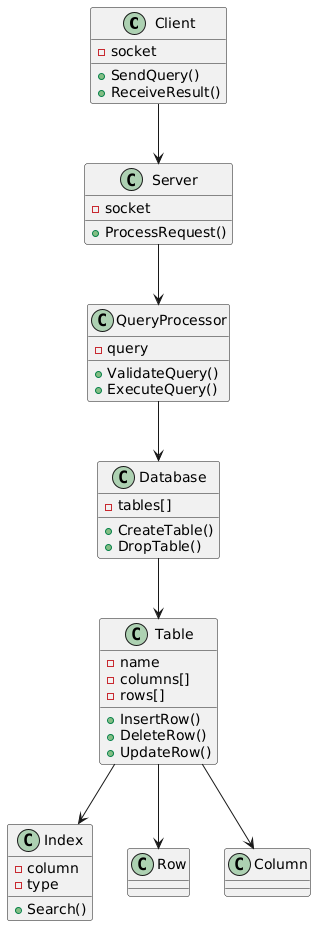 C Client
socket
SendQuery()
ReceiveResult()
C Server
socket
ProcessRequest()
C QueryProcessor
query
ValidateQuery()
ExecuteQuery()
C Database
tables[]
CreateTable()
DropTable()
C Table
name
columns[]
rows[]
InsertRow()
DeleteRow()
UpdateRow()
C Index
column
type
Search()
C Row
C Column